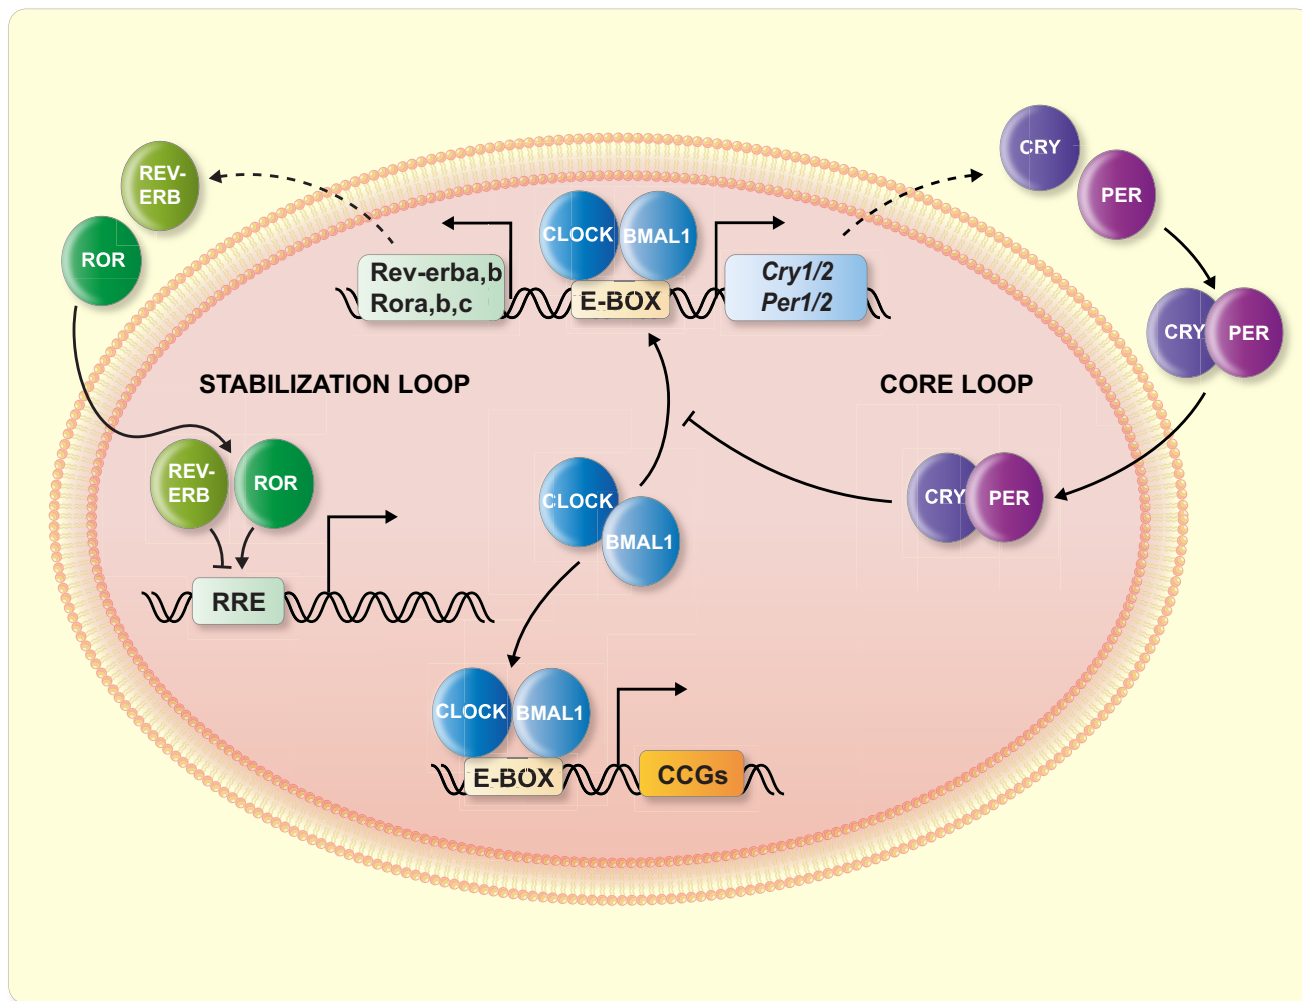 CRY
PER
REV-
ERB
ROR
CLOCK
BMAL1
Rev-erba,b
Rora,b,c
E-BOX
Cry1/2
Per1/2
CRY
PER
STABILIZATION LOOP
CORE LOOP
REV-
ERB
ROR
CLOCK
BMAL1
CRY
PER
RRE
CLOCK
BMAL1
E-BOX
CCGs